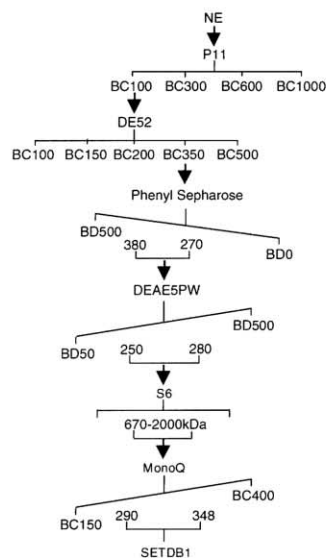 NE
P11
BC100 BC300 BC600 BC1000
DE52
BC100 BC150 BC200 BC350 BC500
Phenyl Sepharose
BD500 380 270 BD0
DEAE5PW
BD50 250 280 BD500
S6
670-2000kDa
MonoQ
BC150 290 348 BC400
SETDB1